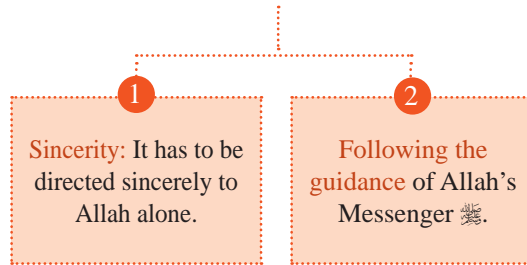 1
Sincerity: It has to be
directed sincerely to
Allah alone.
2
Following the
guidance of Allah’s
Messenger ﷺ.